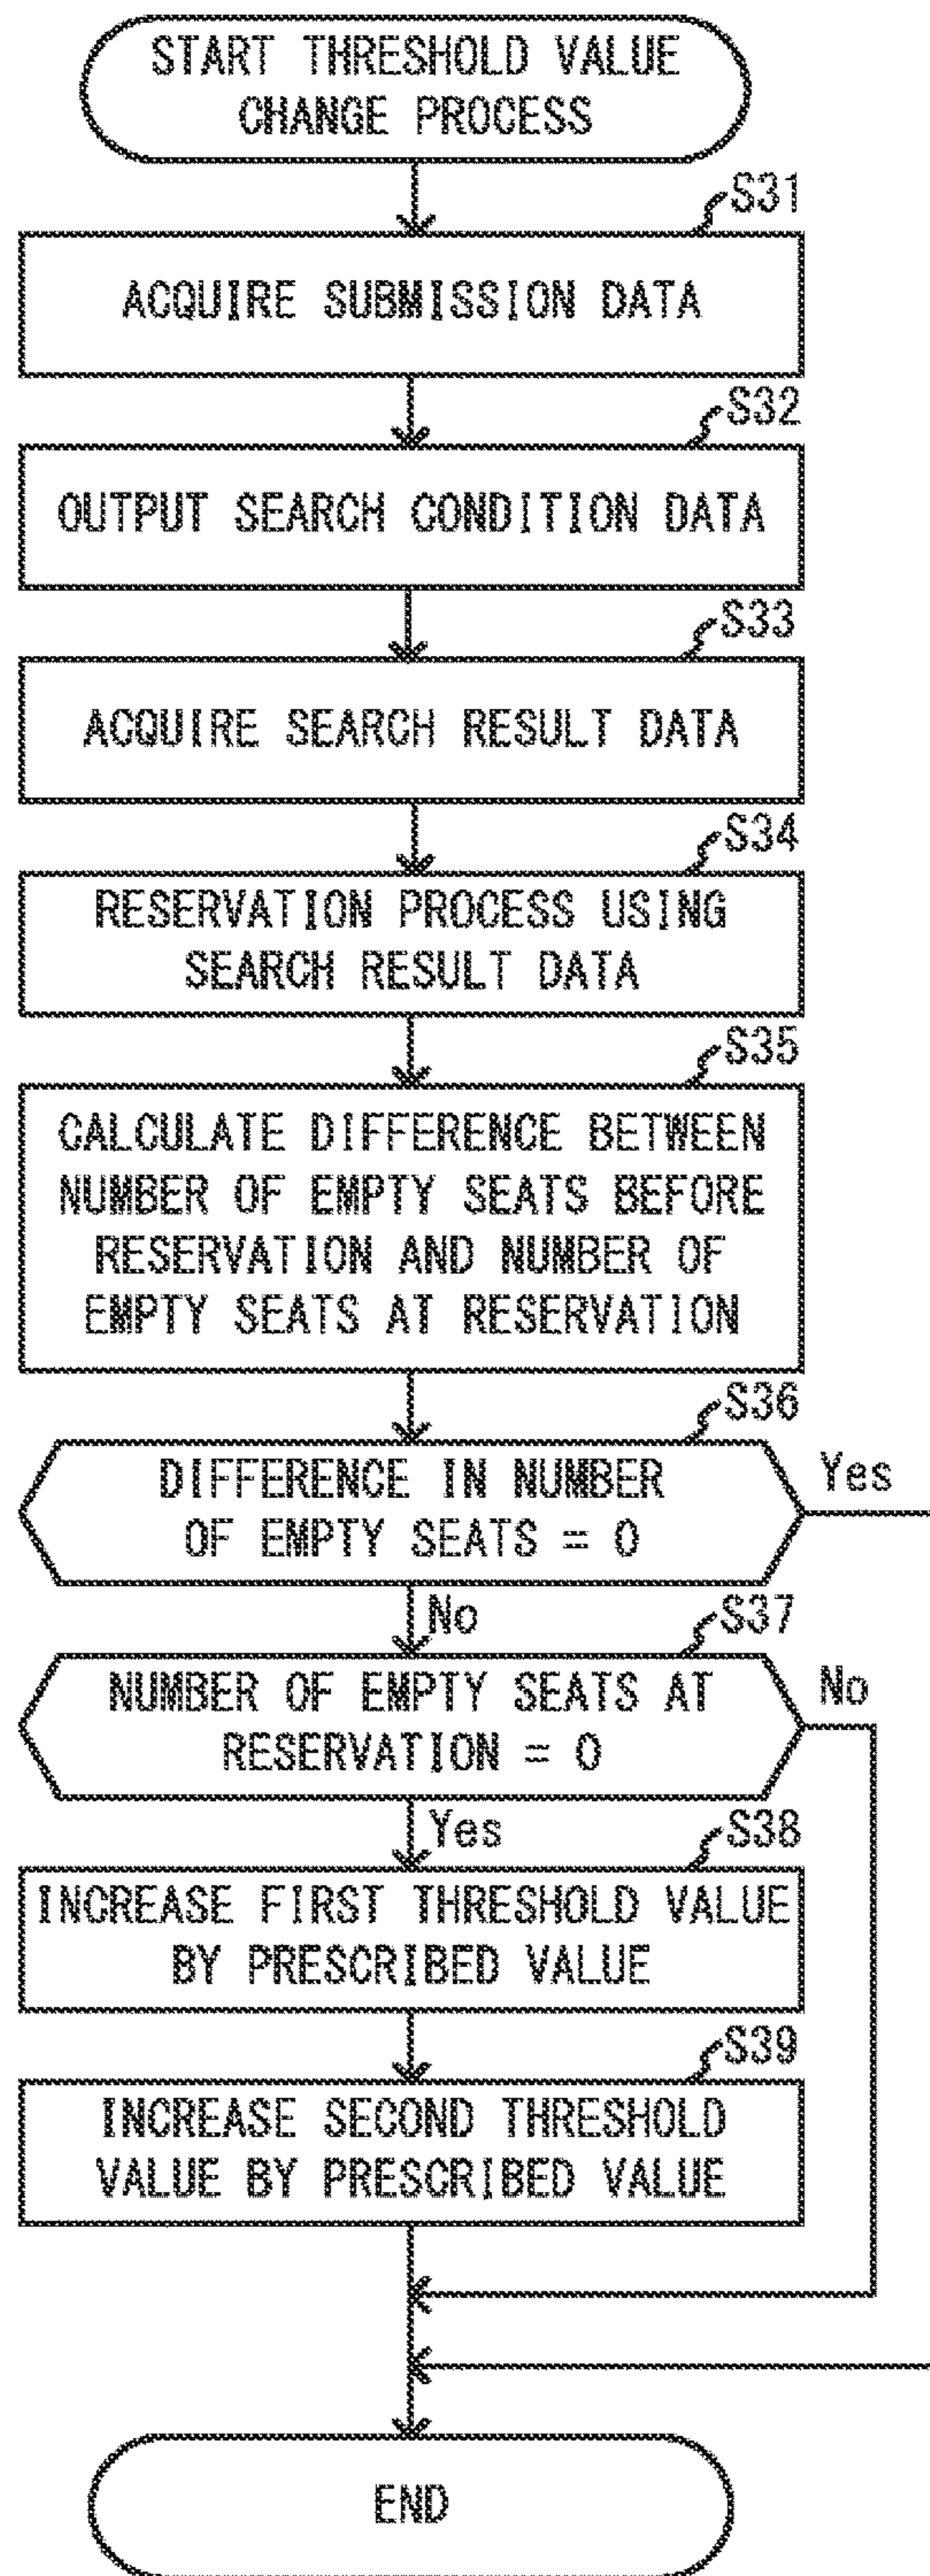 START THRESHOLD VALUE
CHANGE PROCESS
S31
ACQUIRE SUBMISSION DATA
S32
OUTPUT SEARCH CONDITION DATA
S33
ACQUIRE SEARCH RESULT DATA
S34
RESERVATION PROCESS USING
SEARCH RESULT DATA
S35
CALCULATE DIFFERENCE BETWEEN
NUMBER OF EMPTY SEATS BEFORE
RESERVATION AND NUMBER OF
EMPTY SEATS AT RESERVATION
S36
DIFFERENCE IN NUMBER
OF EMPTY SEATS = 0
Yes
No
S37
NUMBER OF EMPTY SEATS AT
RESERVATION = 0
No
Yes
S38
INCREASE FIRST THRESHOLD VALUE
BY PRESCRIBED VALUE
S39
INCREASE SECOND THRESHOLD
VALUE BY PRESCRIBED VALUE
END